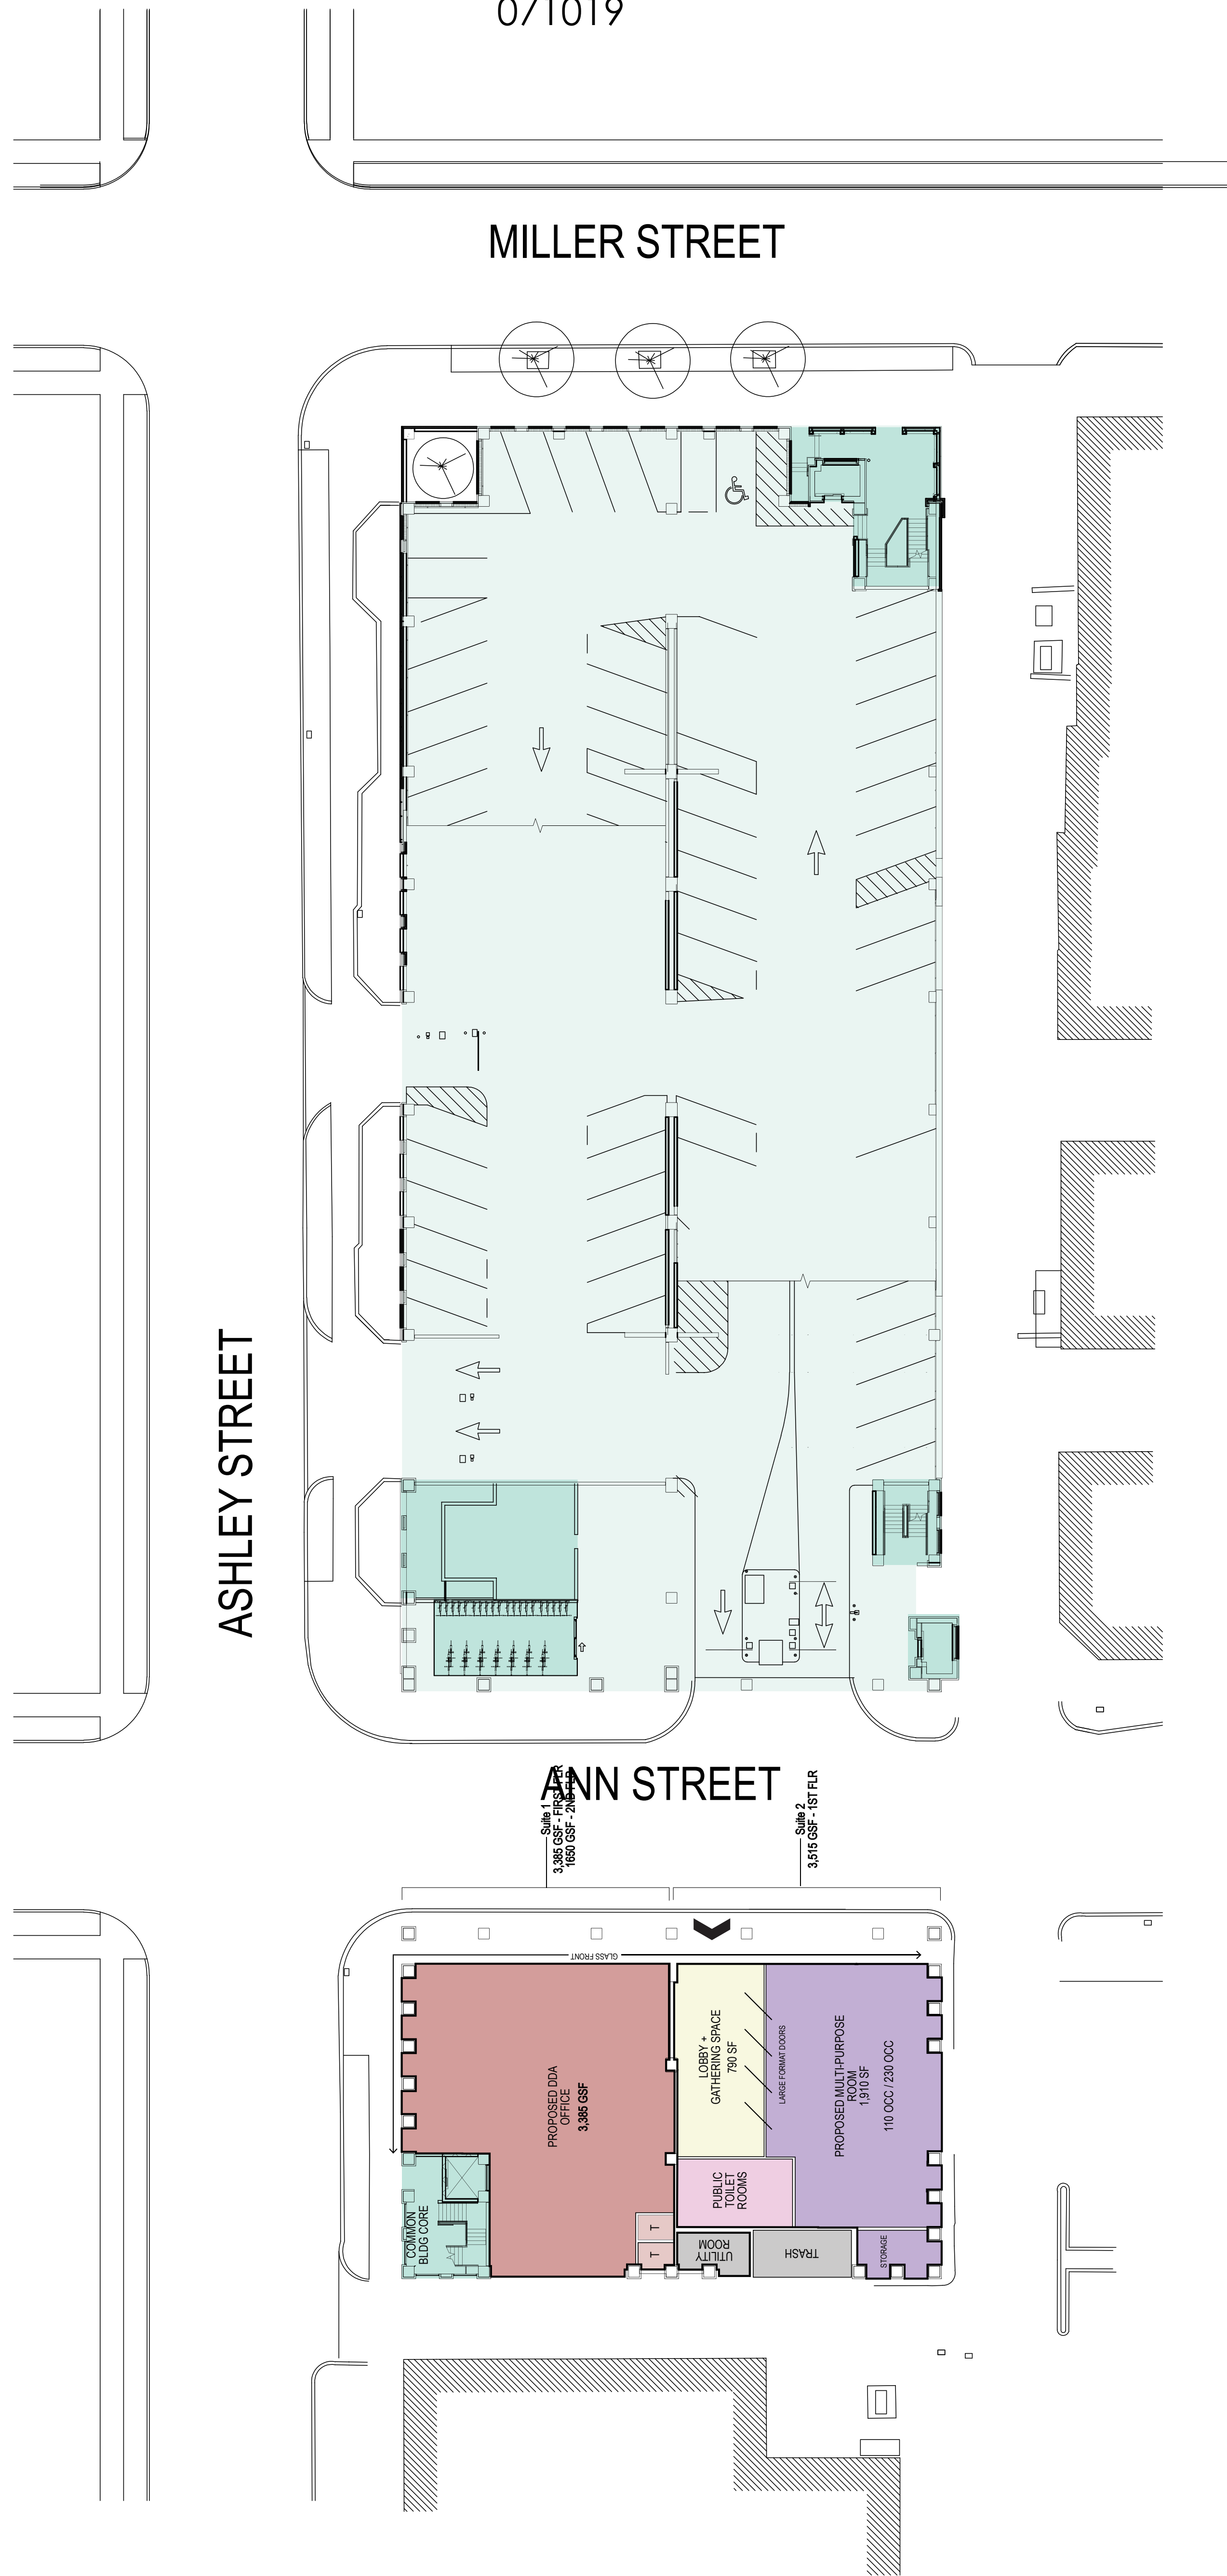 071019
MILLER STREET
ASHLEY STREET
ANN STREET
Suite 1
3,385 GSF - FIRST FLR
1650 GSF - 2ND FLR
Suite 2
3,515 GSF - 1ST FLR
GLASS FRONT
PROPOSED DDA
OFFICE
3,385 GSF
LOBBY +
GATHERING SPACE
790 SF
LARGE FORMAT DOORS
PROPOSED MULTI-PURPOSE
ROOM
1,910 SF
110 OCC / 230 OCC
COMMON
BLDG CORE
PUBLIC
TOILET
ROOMS
T
T
UTILITY
ROOM
TRASH
STORAGE